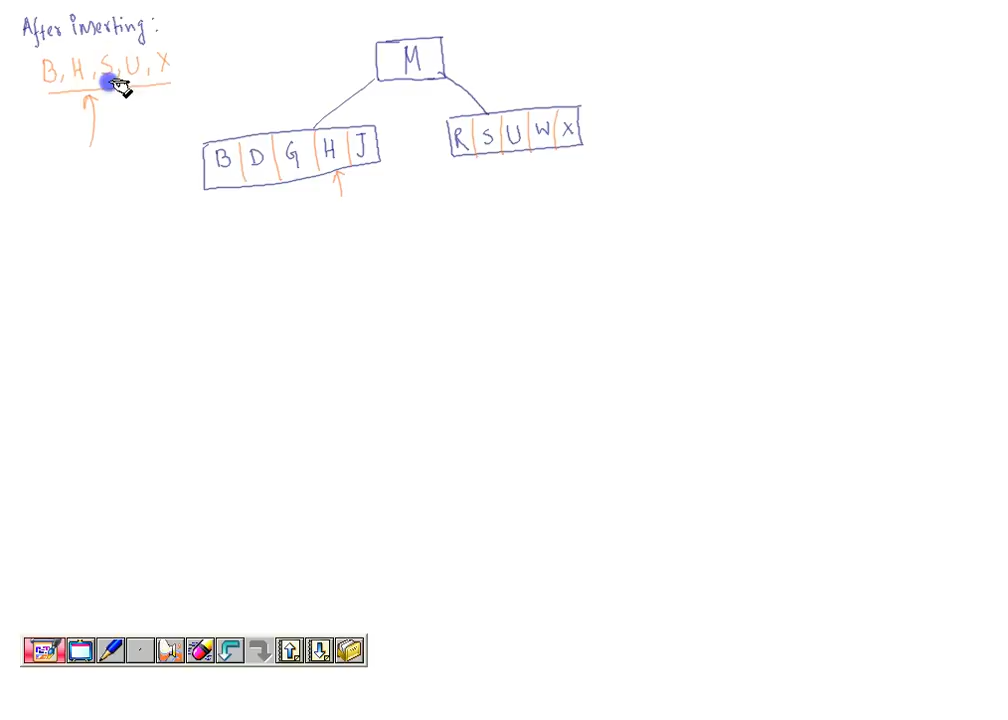 After inserting:
B, H, S, U, X
M
B D G H J
R S U W X